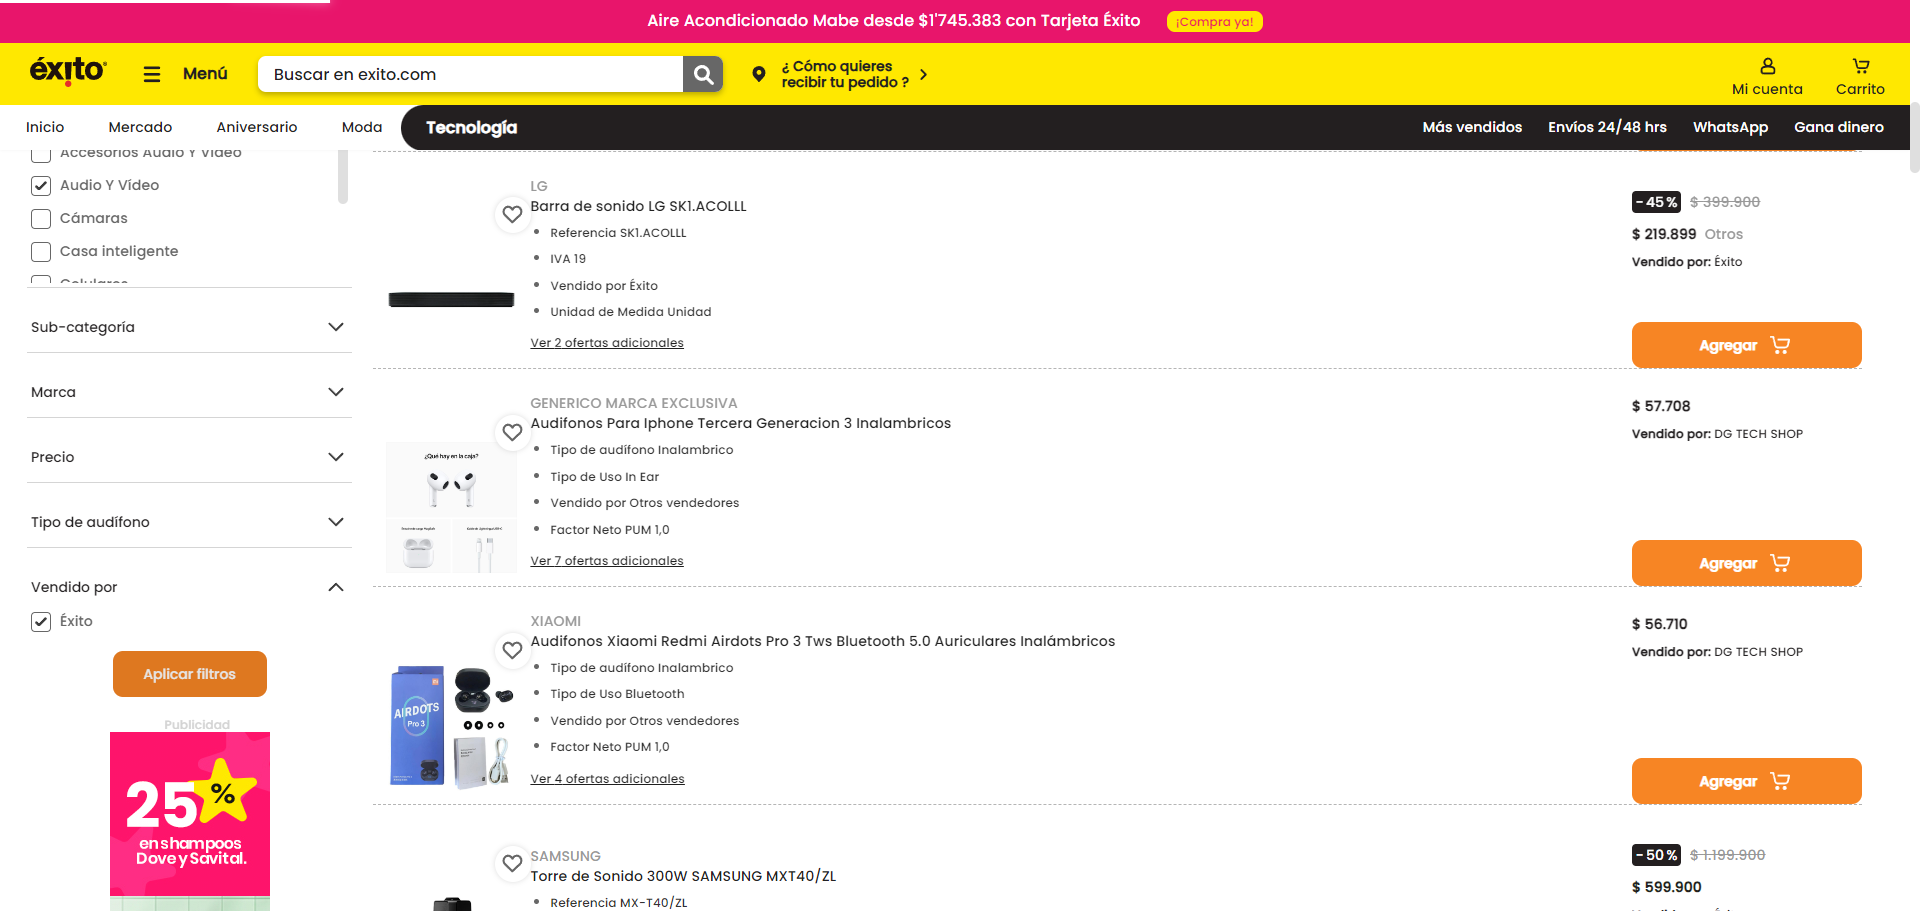 Aire Acondicionado Mabe desde $1'745.383 con Tarjeta Éxito
¡Compra ya!
éxito
Menú
Buscar en exito.com
¿ Cómo quieres
recibir tu pedido ?
Mi cuenta
Carrito
Inicio
Mercado
Aniversario
Moda
Tecnología
Más vendidos
Envíos 24/48 hrs
WhatsApp
Gana dinero
Accesorios Audio Y Video
Audio Y Vídeo
Cámaras
Casa inteligente
Celulares
Sub-categoría
Marca
Precio
Tipo de audífono
Vendido por
Éxito
Aplicar filtros
Publicidad
25%
en shampoos
Dove y Savital.
LG
Barra de sonido LG SK1.ACOLLL
Referencia SK1.ACOLLL
IVA 19
Vendido por Éxito
Unidad de Medida Unidad
Ver 2 ofertas adicionales
-45%
$ 399.900
$ 219.899 Otros
Vendido por: Éxito
Agregar
GENERICO MARCA EXCLUSIVA
Audifonos Para Iphone Tercera Generacion 3 Inalambricos
¿Qué hay en la caja?
Tipo de audífono Inalambrico
Tipo de Uso In Ear
Vendido por Otros vendedores
Factor Neto PUM 1,0
Ver 7 ofertas adicionales
$ 57.708
Vendido por: DG TECH SHOP
Agregar
XIAOMI
Audifonos Xiaomi Redmi Airdots Pro 3 Tws Bluetooth 5.0 Auriculares Inalámbricos
AIRDOTS
Pro 3
Tipo de audífono Inalambrico
Tipo de Uso Bluetooth
Vendido por Otros vendedores
Factor Neto PUM 1,0
Ver 4 ofertas adicionales
$ 56.710
Vendido por: DG TECH SHOP
Agregar
SAMSUNG
Torre de Sonido 300W SAMSUNG MXT40/ZL
Referencia MX-T40/ZL
-50%
$ 1.199.900
$ 599.900